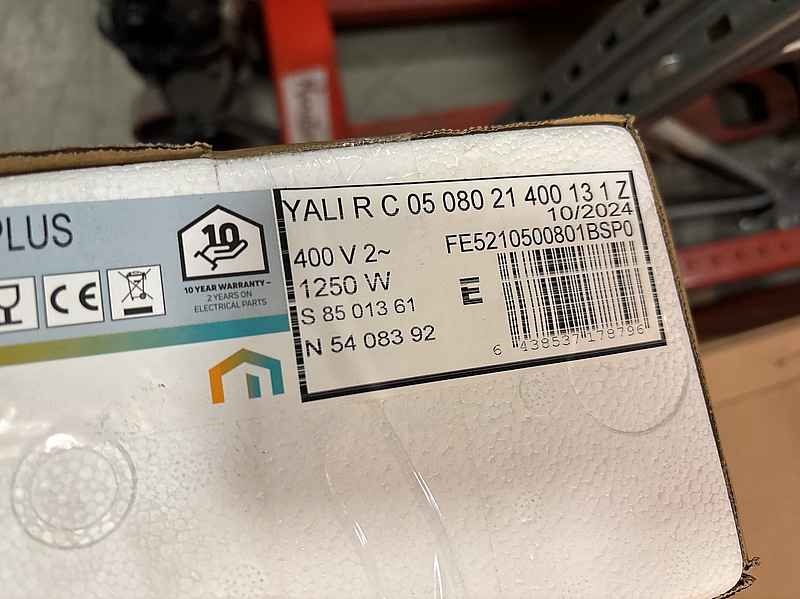 PLUS
10
10 YEAR WARRANTY –
2 YEARS ON
ELECTRICAL PARTS
CE
YALI R C 05 080 21 400 13 1 Z
10/2024
FE5210500801BSP0
400 V 2~
1250 W
S 85 013 61
N 54 083 92
E
6 438537 178796